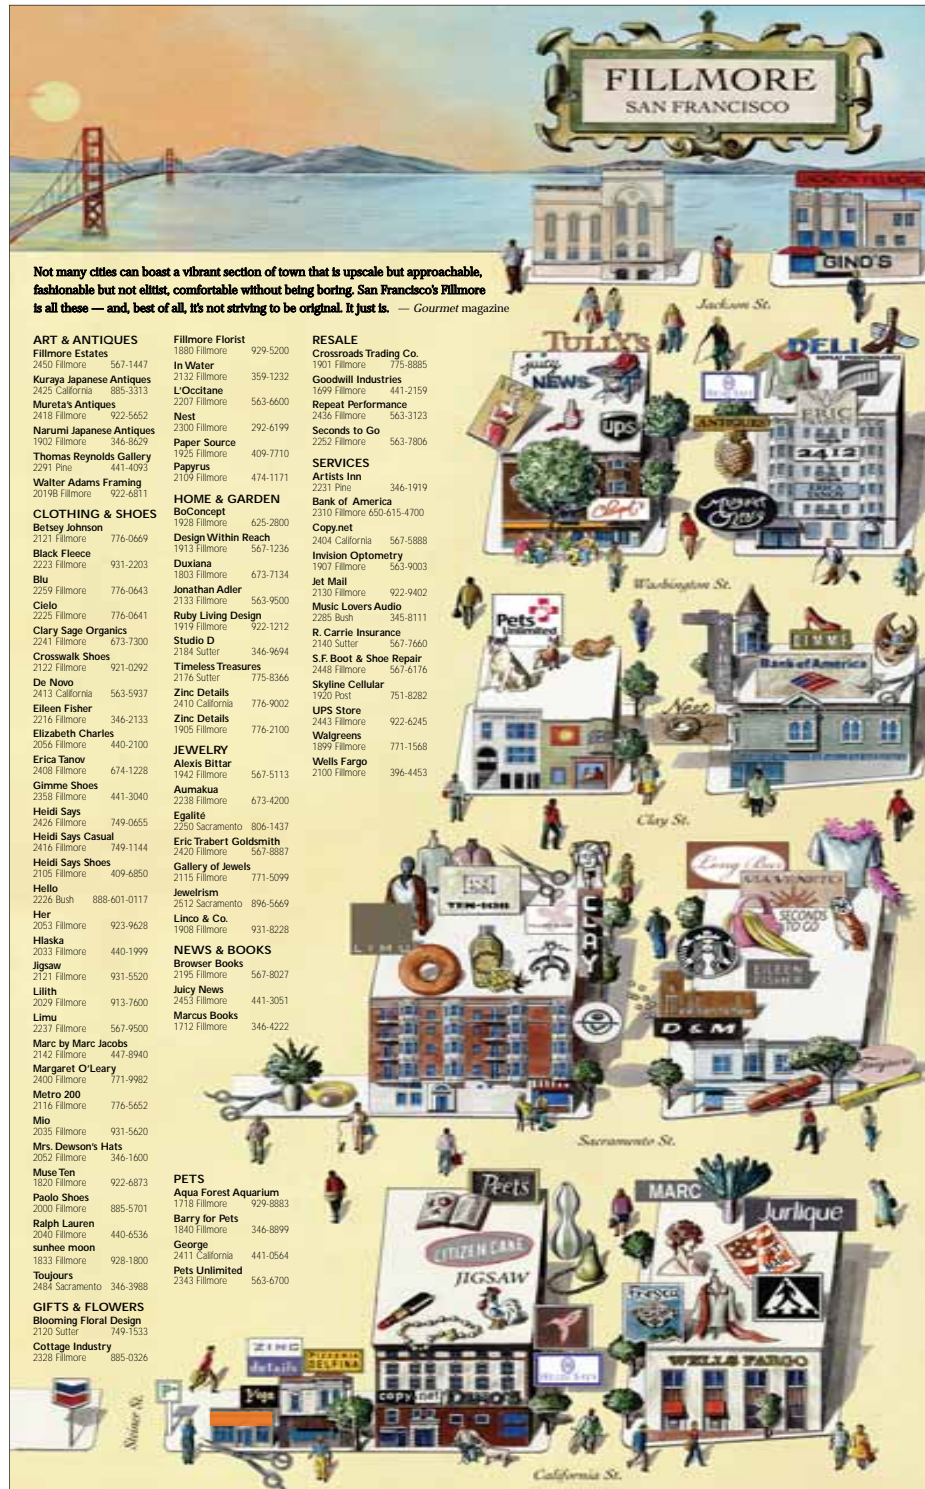 FILLMORE
SAN FRANCISCO
JACKSON FILLMORE
GINO'S
Not many cities can boast a vibrant section of town that is upscale but approachable,
fashionable but not elitist, comfortable without being boring. San Francisco's Fillmore
is all these — and, best of all, it's not striving to be original. It just is. — Gourmet magazine
Jackson St.
ART & ANTIQUES
Fillmore Estates
2450 Fillmore 567-1447
Kuraya Japanese Antiques
2425 California 885-3313
Mureta's Antiques
2418 Fillmore 922-5652
Narumi Japanese Antiques
1902 Fillmore 346-8629
Thomas Reynolds Gallery
2291 Pine 441-4093
Walter Adams Framing
2019B Fillmore 922-6811
CLOTHING & SHOES
Betsey Johnson
2121 Fillmore 776-0669
Black Fleece
2223 Fillmore 931-2203
Blu
2259 Fillmore 776-0643
Cielo
2225 Fillmore 776-0641
Clary Sage Organics
2241 Fillmore 673-7300
Crosswalk Shoes
2122 Fillmore 921-0292
De Novo
2413 California 563-5937
Eileen Fisher
2216 Fillmore 346-2133
Elizabeth Charles
2056 Fillmore 440-2100
Erica Tanov
2408 Fillmore 674-1228
Gimme Shoes
2358 Fillmore 441-3040
Heidi Says
2426 Fillmore 749-0655
Heidi Says Casual
2416 Fillmore 749-1144
Heidi Says Shoes
2105 Fillmore 409-6850
Hello
2226 Bush 888-601-0117
Her
2053 Fillmore 923-9628
Hlaska
2033 Fillmore 440-1999
Jigsaw
2121 Fillmore 931-5520
Lilith
2029 Fillmore 913-7600
Limu
2237 Fillmore 567-9500
Marc by Marc Jacobs
2142 Fillmore 447-8940
Margaret O'Leary
2400 Fillmore 771-9982
Metro 200
2116 Fillmore 776-5652
Mio
2035 Fillmore 931-5620
Mrs. Dewson's Hats
2052 Fillmore 346-1600
Muse Ten
1820 Fillmore 922-6873
Paolo Shoes
2000 Fillmore 885-5701
Ralph Lauren
2040 Fillmore 440-6536
sunhee moon
1833 Fillmore 928-1800
Toujours
2484 Sacramento 346-3988
GIFTS & FLOWERS
Blooming Floral Design
2120 Sutter 749-1533
Cottage Industry
2328 Fillmore 885-0326
Fillmore Florist
1880 Fillmore 929-5200
In Water
2132 Fillmore 359-1232
L'Occitane
2207 Fillmore 563-6600
Nest
2300 Fillmore 292-6199
Paper Source
1925 Fillmore 409-7710
Papyrus
2109 Fillmore 474-1171
HOME & GARDEN
BoConcept
1928 Fillmore 625-2800
Design Within Reach
1913 Fillmore 567-1236
Duxiana
1803 Fillmore 673-7134
Jonathan Adler
2133 Fillmore 563-9500
Ruby Living Design
1919 Fillmore 922-1212
Studio D
2184 Sutter 346-9694
Timeless Treasures
2176 Sutter 775-8366
Zinc Details
2410 California 776-9002
Zinc Details
1905 Fillmore 776-2100
JEWELRY
Alexis Bittar
1942 Fillmore 567-5113
Aumakua
2238 Fillmore 673-4200
Egalité
2250 Sacramento 806-1437
Eric Trabert Goldsmith
2420 Fillmore 567-8887
Gallery of Jewels
2115 Fillmore 771-5099
Jewelrism
2512 Sacramento 896-5669
Linco & Co.
1908 Fillmore 931-8228
NEWS & BOOKS
Browser Books
2195 Fillmore 567-8027
Juicy News
2453 Fillmore 441-3051
Marcus Books
1712 Fillmore 346-4222
PETS
Aqua Forest Aquarium
1718 Fillmore 929-8883
Barry for Pets
1840 Fillmore 346-8899
George
2411 California 441-0564
Pets Unlimited
2343 Fillmore 563-6700
RESALE
Crossroads Trading Co.
1901 Fillmore 775-8885
Goodwill Industries
1699 Fillmore 441-2159
Repeat Performance
2436 Fillmore 563-3123
Seconds to Go
2252 Fillmore 563-7806
SERVICES
Artists Inn
2231 Pine 346-1919
Bank of America
2310 Fillmore 650-615-4700
Copy.net
2404 California 567-5888
Invision Optometry
1907 Fillmore 563-9003
Jet Mail
2130 Fillmore 922-9402
Music Lovers Audio
2285 Bush 345-8111
R. Carrie Insurance
2140 Sutter 567-7660
S.F. Boot & Shoe Repair
2448 Fillmore 567-6176
Skyline Cellular
1920 Post 751-8282
UPS Store
2443 Fillmore 922-6245
Walgreens
1899 Fillmore 771-1568
Wells Fargo
2100 Fillmore 396-4453
TULLY'S
juicy
NEWS
ups
DELI
REPEAT PERFORMANCE
ANTIQUES
ERIC
2412
ERICA
TANOV
Washington St.
Pets
Unlimited
GIMME
Bank of America
Nest
Clay St.
TEN-ICHI
LIMU
VIA VENETO
SECONDS
TO GO
EILEEN
FISHER
D&M
Sacramento St.
Peet's
CITIZEN CAKE
JIGSAW
MARC
Jurlique
Fresca
WELLS FARGO
ZINC
details
PIZZERIA
DELFINA
copy.net
DINO'S
Steiner St.
California St.